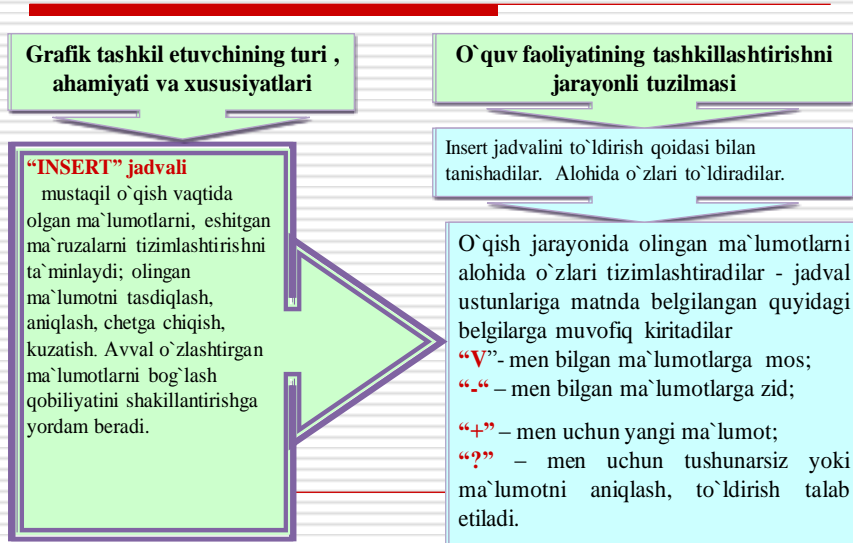 Grafik tashkil etuvchining turi ,
ahamiyati va xususiyatlari
O`quv faoliyatining tashkillashtirishni
jarayonli tuzilmasi
“INSERT” jadvali
mustaqil o`qish vaqtida
olgan ma`lumotlarni, eshitgan
ma`ruzalarni tizimlashtirishni
ta`minlaydi; olingan
ma`lumotni tasdiqlash,
aniqlash, chetga chiqish,
kuzatish. Avval o`zlashtirgan
ma`lumotlarni bog`lash
qobiliyatini shakillantirishga
yordam beradi.
Insert jadvalini to`ldirish qoidasi bilan
tanishadilar. Alohida o`zlari to`ldiradilar.
O`qish jarayonida olingan ma`lumotlarni
alohida o`zlari tizimlashtiradilar - jadval
ustunlariga matnda belgilangan quyidagi
belgilarga muvofiq kiritadilar
“V”- men bilgan ma`lumotlarga mos;
“-“ – men bilgan ma`lumotlarga zid;
“+” – men uchun yangi ma`lumot;
“?” – men uchun tushunarsiz yoki
ma`lumotni aniqlash, to`ldirish talab
etiladi.